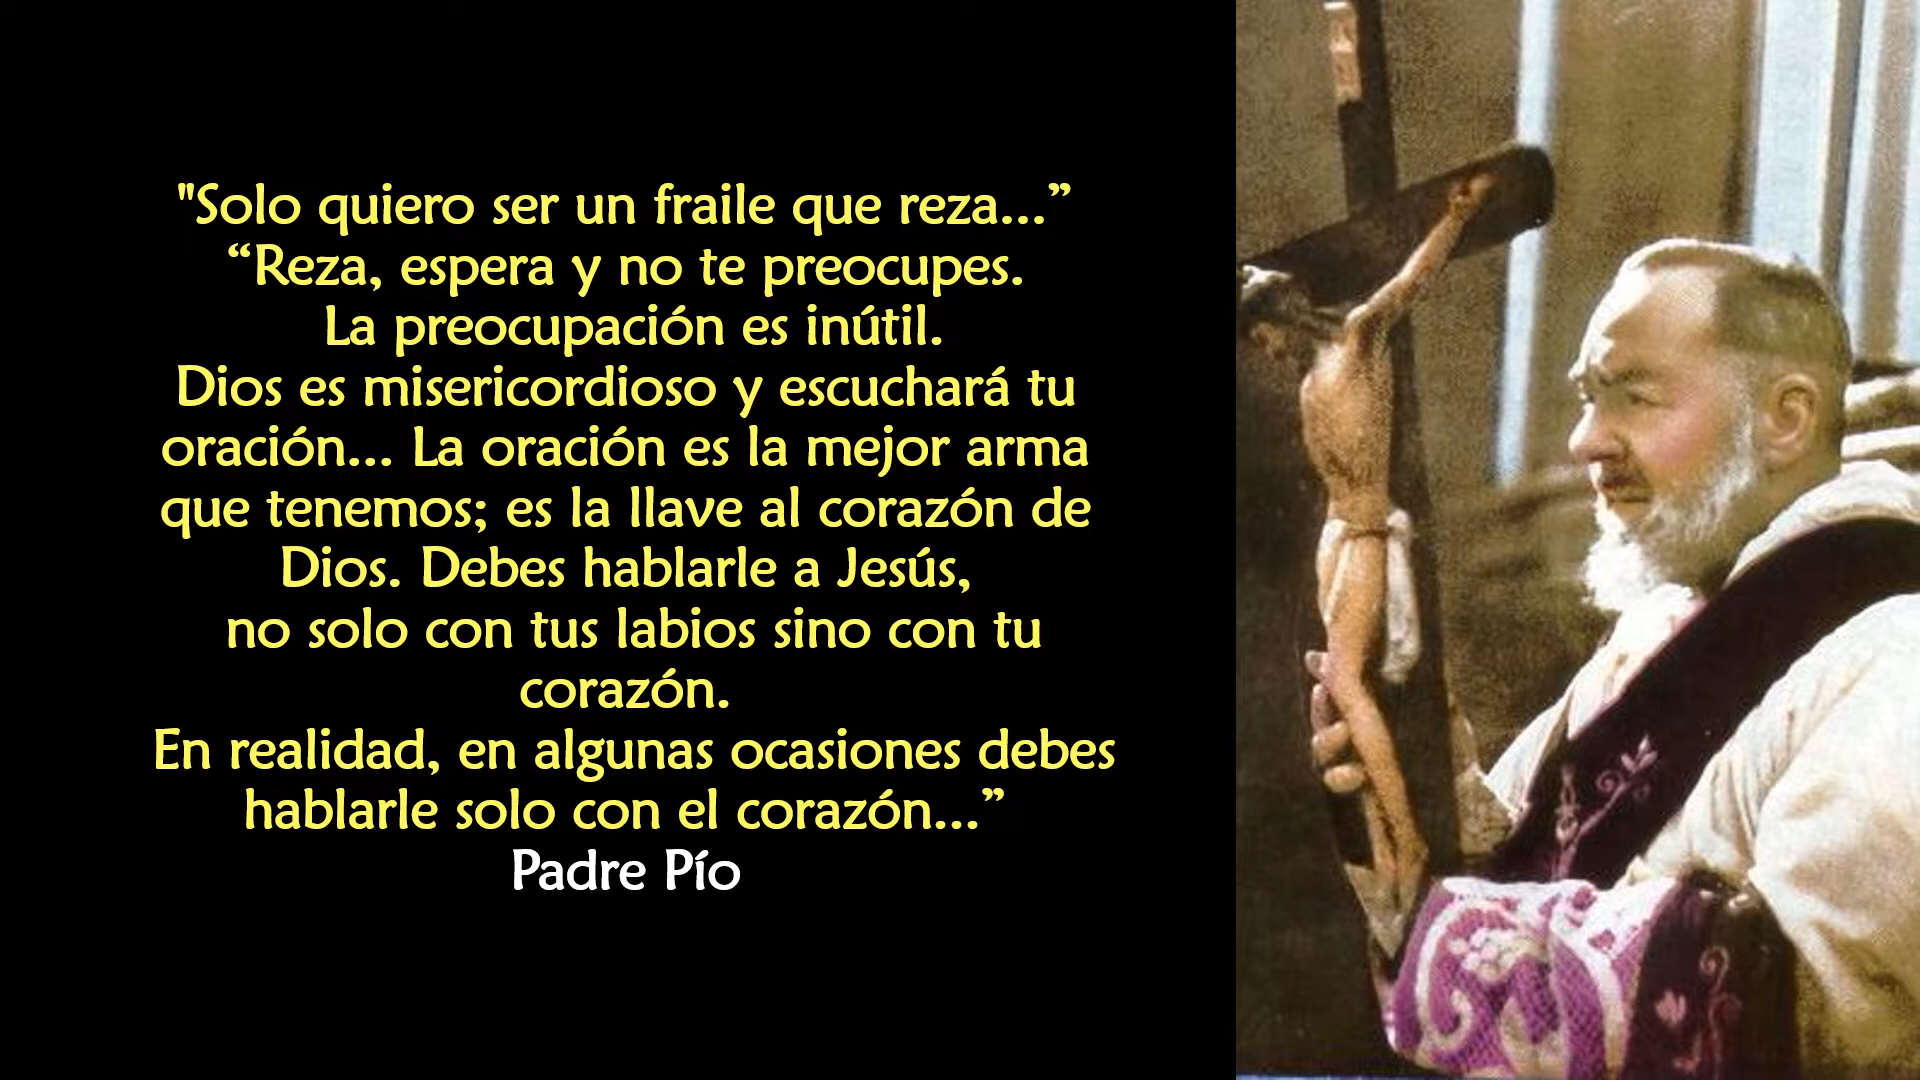 "Solo quiero ser un fraile que reza...”
“Reza, espera y no te preocupes.
La preocupación es inútil.
Dios es misericordioso y escuchará tu
oración... La oración es la mejor arma
que tenemos; es la llave al corazón de
Dios. Debes hablarle a Jesús,
no solo con tus labios sino con tu
corazón.
En realidad, en algunas ocasiones debes
hablarle solo con el corazón...”
Padre Pío